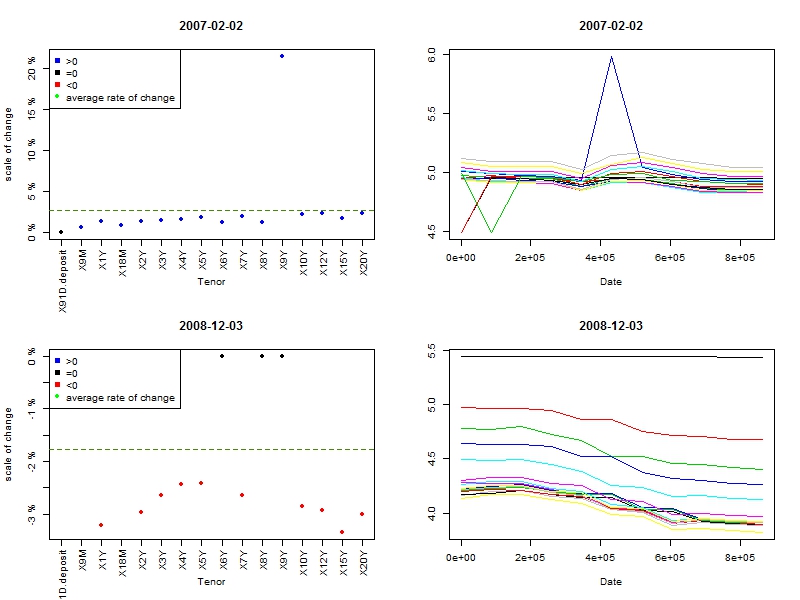 2007-02-02
scale of change
0 % 5 % 10 % 15 % 20 %
>0
=0
<0
average rate of change
X91D.deposit X9M X1Y X18M X2Y X3Y X4Y X5Y X6Y X7Y X8Y X9Y X10Y X12Y X15Y X20Y
Tenor
2007-02-02
6.0
5.5
5.0
4.5
0e+00 2e+05 4e+05 6e+05 8e+05
Date
2008-12-03
scale of change
-3 % -2 % -1 % 0 %
>0
=0
<0
average rate of change
1D.deposit X9M X1Y X18M X2Y X3Y X4Y X5Y X6Y X7Y X8Y X9Y X10Y X12Y X15Y X20Y
Tenor
2008-12-03
5.5
5.0
4.5
4.0
0e+00 2e+05 4e+05 6e+05 8e+05
Date